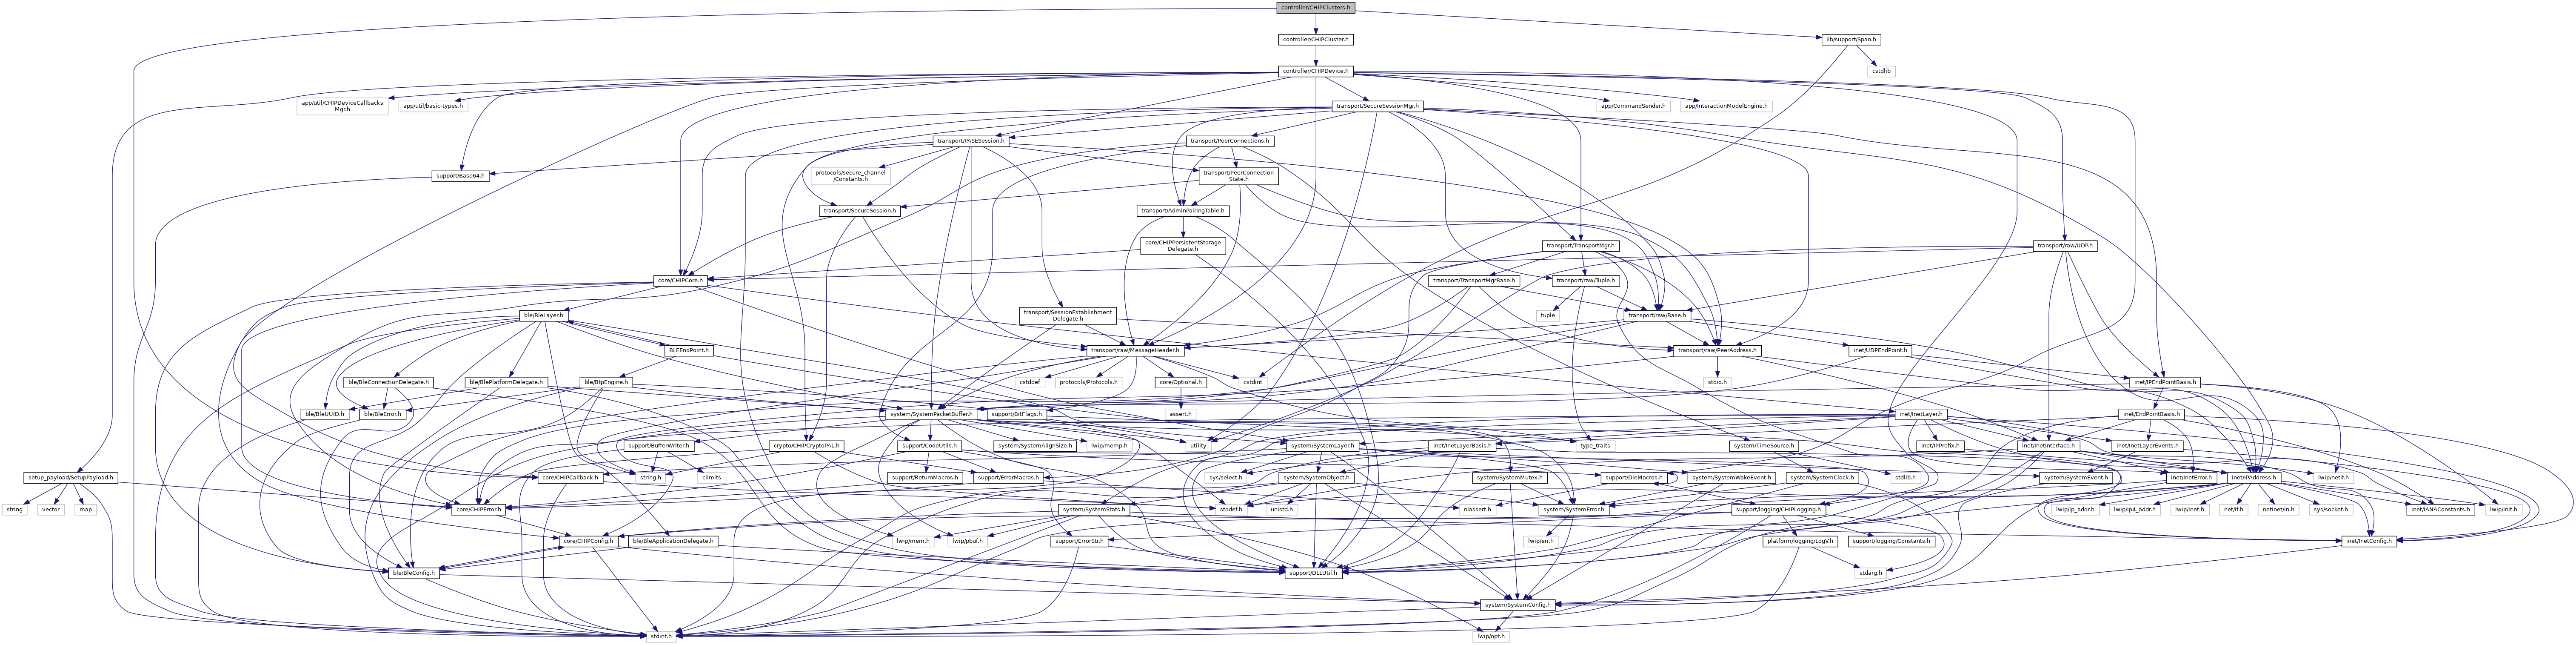 controller/CHIPClusters.h
controller/CHIPCluster.h
lib/support/Span.h
controller/CHIPDevice.h
cstdlib
app/util/CHIPDeviceCallbacks
Mgr.h
app/util/basic-types.h
transport/SecureSessionMgr.h
app/CommandSender.h
app/InteractionModelEngine.h
transport/PASESession.h
transport/PeerConnections.h
support/Base64.h
protocols/secure_channel
/Constants.h
transport/PeerConnection
State.h
transport/SecureSession.h
transport/AdminPairingTable.h
core/CHIPPersistentStorage
Delegate.h
transport/TransportMgr.h
transport/raw/UDP.h
core/CHIPCore.h
transport/TransportMgrBase.h
transport/raw/Tuple.h
ble/BleLayer.h
transport/SessionEstablishment
Delegate.h
tuple
transport/raw/Base.h
BLEEndPoint.h
transport/raw/MessageHeader.h
transport/raw/PeerAddress.h
inet/UDPEndPoint.h
ble/BleConnectionDelegate.h
ble/BlePlatformDelegate.h
ble/BtpEngine.h
cstddef
protocols/Protocols.h
core/Optional.h
cstdint
stdio.h
inet/IPEndPointBasis.h
ble/BleUUID.h
ble/BleError.h
system/SystemPacketBuffer.h
support/BitFlags.h
assert.h
inet/InetLayer.h
inet/EndPointBasis.h
support/BufferWriter.h
crypto/CHIPCryptoPAL.h
support/CodeUtils.h
system/SystemAlignSize.h
lwip/memp.h
utility
system/SystemLayer.h
inet/InetLayerBasis.h
type_traits
system/TimeSource.h
inet/IPPrefix.h
inet/InetInterface.h
inet/InetLayerEvents.h
setup_payload/SetupPayload.h
core/CHIPCallback.h
string.h
climits
support/ReturnMacros.h
support/ErrorMacros.h
sys/select.h
system/SystemObject.h
system/SystemMutex.h
support/DieMacros.h
system/SystemWakeEvent.h
system/SystemClock.h
stdlib.h
system/SystemEvent.h
inet/InetError.h
inet/IPAddress.h
lwip/netif.h
string
vector
map
core/CHIPError.h
system/SystemStats.h
stddef.h
unistd.h
nlassert.h
system/SystemError.h
support/logging/CHIPLogging.h
lwip/ip_addr.h
lwip/ip4_addr.h
lwip/inet.h
net/if.h
netinet/in.h
sys/socket.h
inet/IANAConstants.h
lwip/init.h
core/CHIPConfig.h
ble/BleApplicationDelegate.h
lwip/mem.h
lwip/pbuf.h
support/ErrorStr.h
lwip/err.h
platform/logging/LogV.h
support/logging/Constants.h
inet/InetConfig.h
ble/BleConfig.h
support/DLLUtil.h
stdarg.h
system/SystemConfig.h
stdint.h
lwip/opt.h